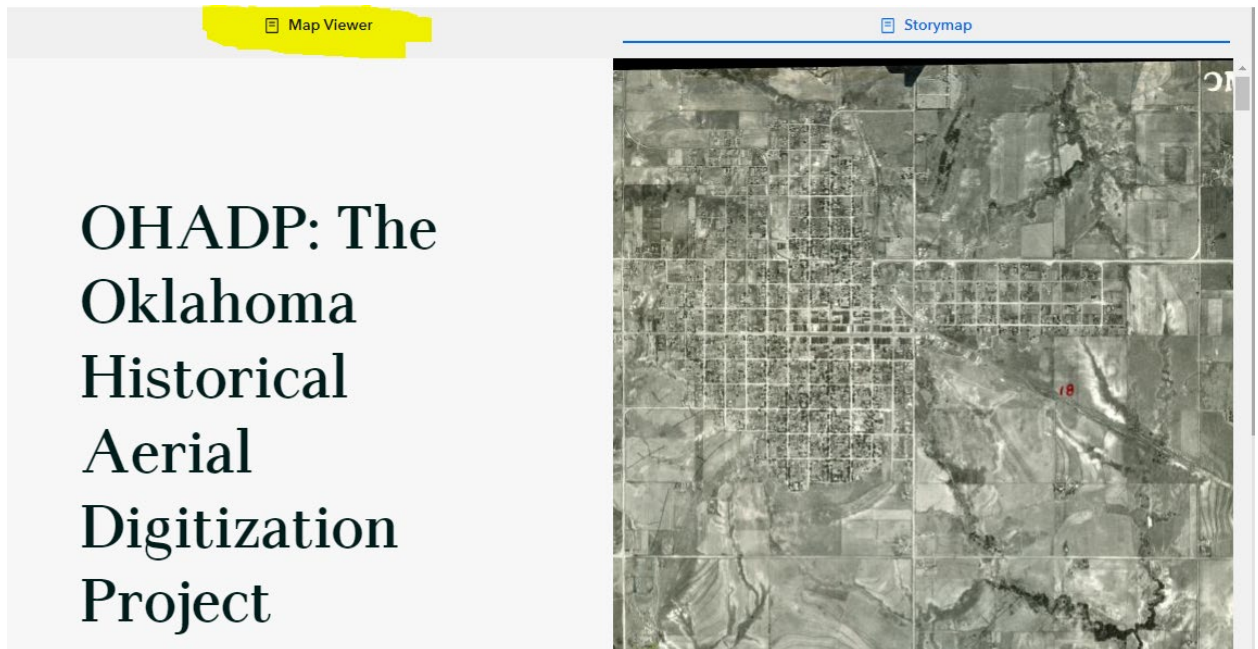 Map Viewer
Storymap
OHADP: The
Oklahoma
Historical
Aerial
Digitization
Project
18